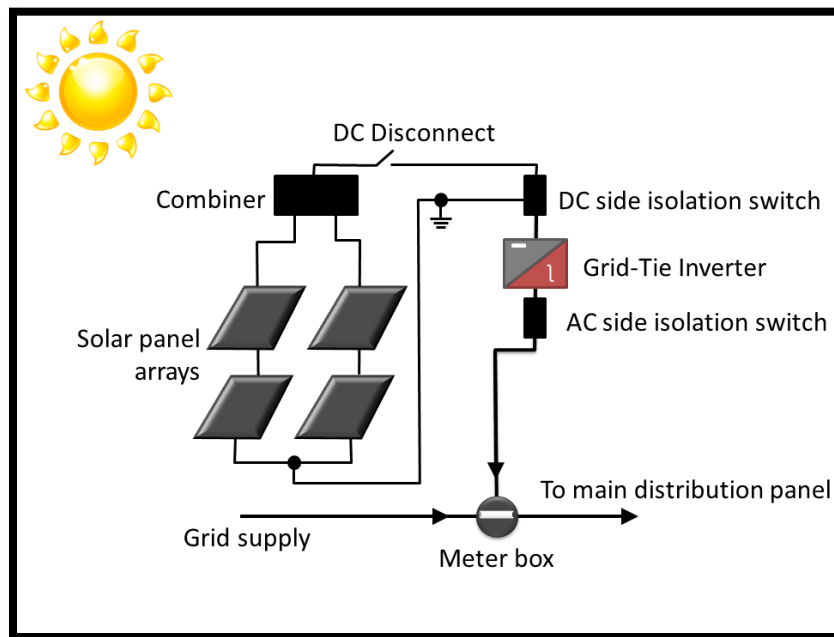 DC Disconnect
Combiner
DC side isolation switch
Grid-Tie Inverter
AC side isolation switch
Solar panel
arrays
To main distribution panel
Grid supply
Meter box